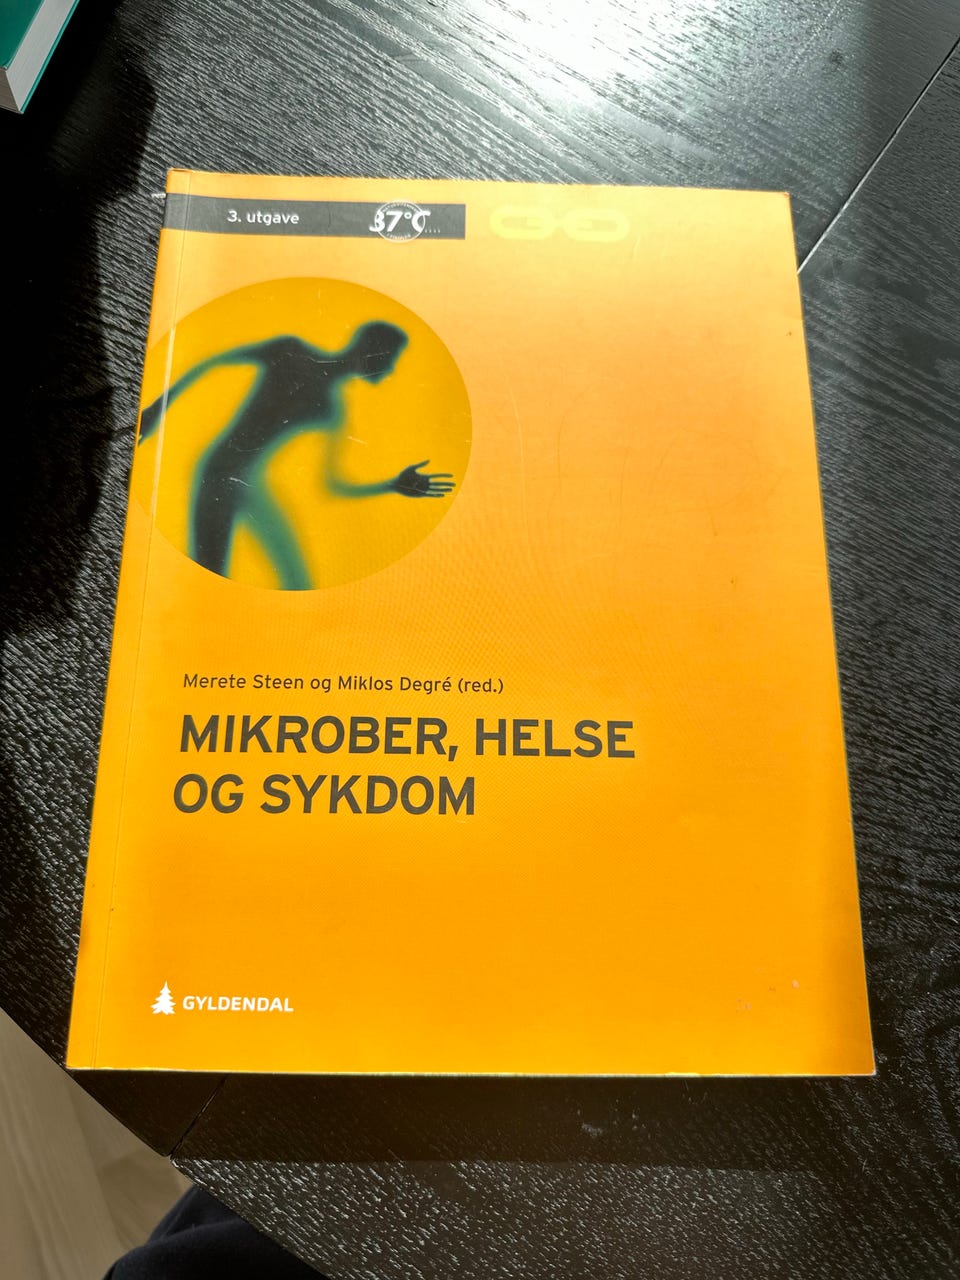 3. utgave
37°C
Merete Steen og Miklos Degré (red.)
MIKROBER, HELSE
OG SYKDOM
GYLDENDAL